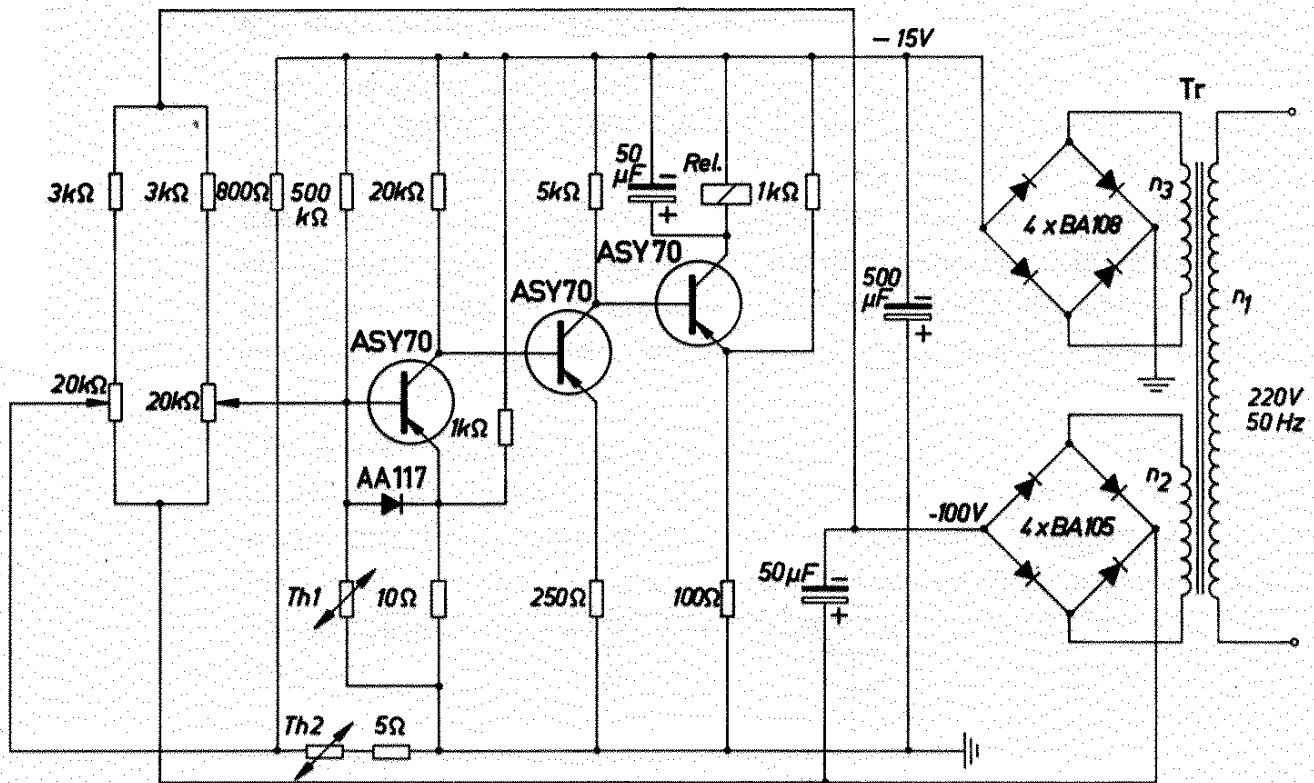 – 15V
Tr
3kΩ
3kΩ
800Ω
500
kΩ
20kΩ
5kΩ
50
μF
–
+
Rel.
1kΩ
n3
4 x BA108
ASY70
ASY70
ASY70
500
μF
–
+
n1
20kΩ
20kΩ
1kΩ
220V
50 Hz
AA117
-100V
4 x BA105
n2
Th1
10Ω
250Ω
100Ω
50μF
–
+
Th2
5Ω